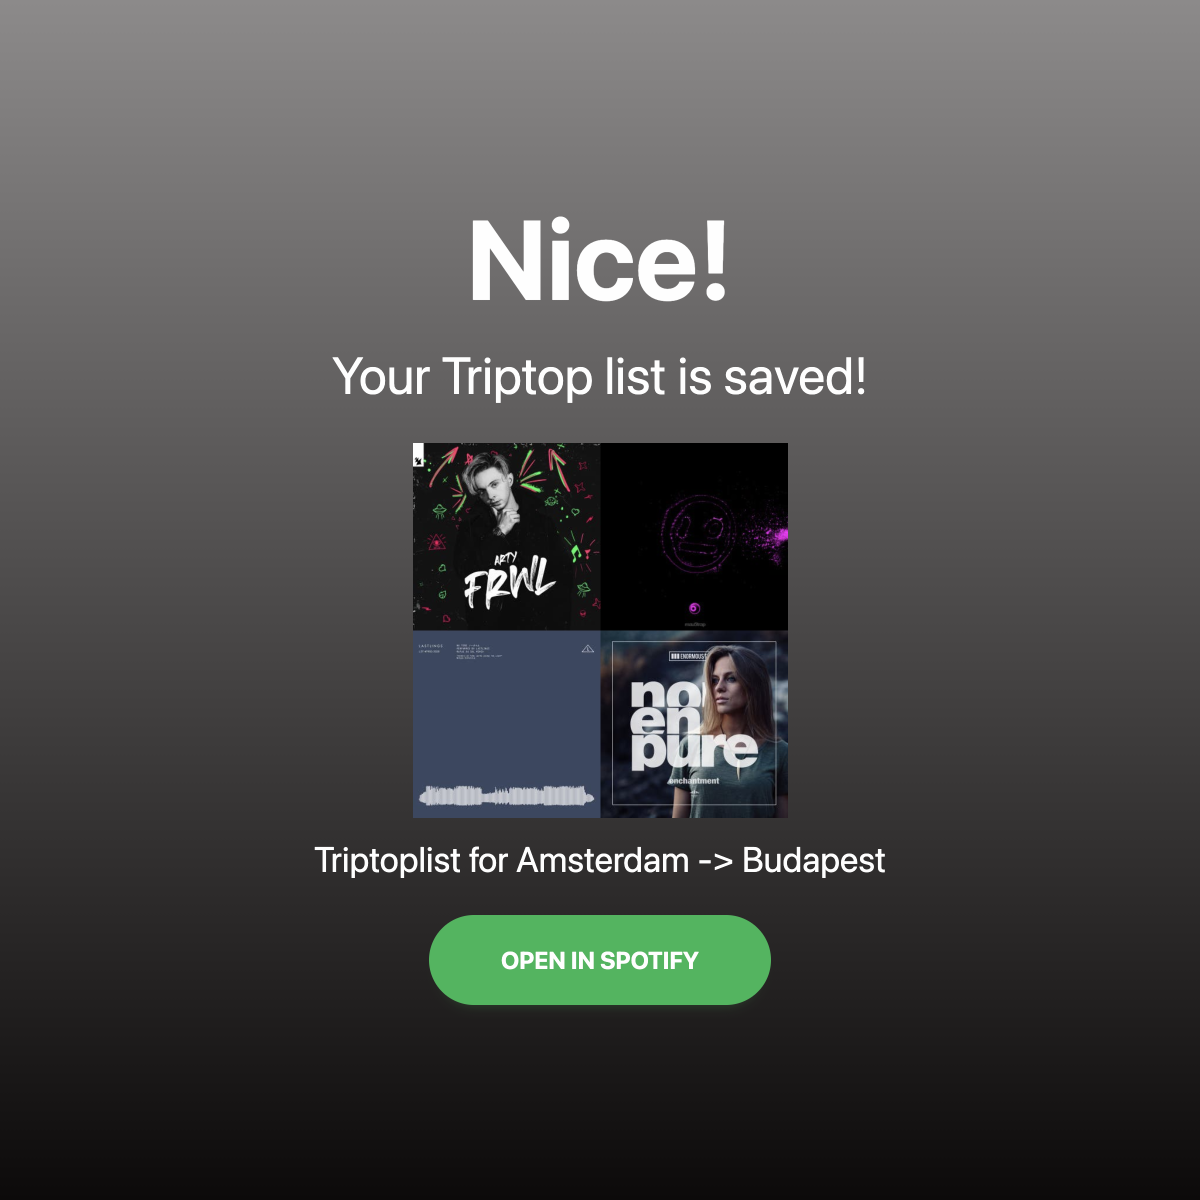 Nice!
Your Triptop list is saved!
ARTY
FRWL
LASTLINGS
ENORMOUS
no
en
pure
enchantment
Triptoplist for Amsterdam -> Budapest
OPEN IN SPOTIFY